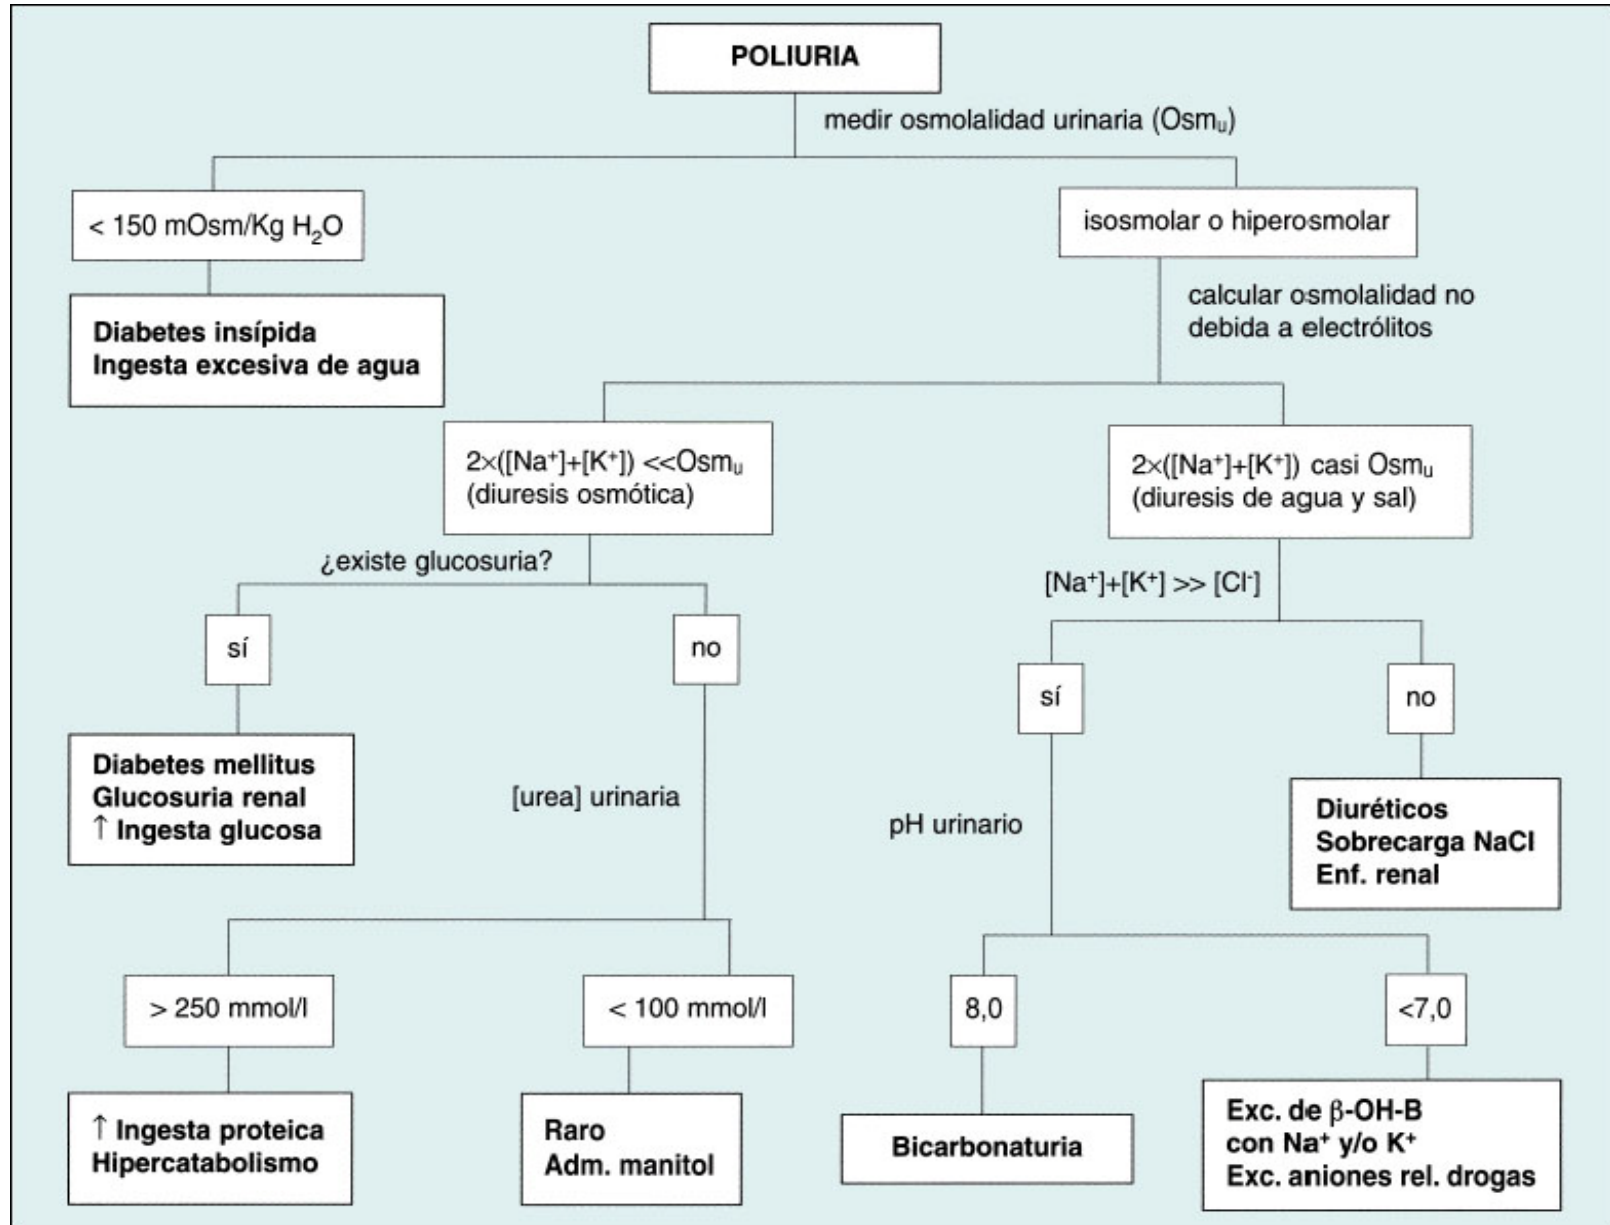 POLIURIA
medir osmolalidad urinaria (Osmᵤ)
< 150 mOsm/Kg H₂O
isosmolar o hiperosmolar
Diabetes insípida
Ingesta excesiva de agua
calcular osmolalidad no
debida a electrólitos
2×([Na⁺]+[K⁺]) <<Osmᵤ
(diuresis osmótica)
2×([Na⁺]+[K⁺]) casi Osmᵤ
(diuresis de agua y sal)
¿existe glucosuria?
[Na⁺]+[K⁺] >> [Cl⁻]
sí
no
sí
no
Diabetes mellitus
Glucosuria renal
↑ Ingesta glucosa
[urea] urinaria
pH urinario
Diuréticos
Sobrecarga NaCl
Enf. renal
> 250 mmol/l
< 100 mmol/l
8,0
<7,0
↑ Ingesta proteica
Hipercatabolismo
Raro
Adm. manitol
Bicarbonaturia
Exc. de β-OH-B
con Na⁺ y/o K⁺
Exc. aniones rel. drogas